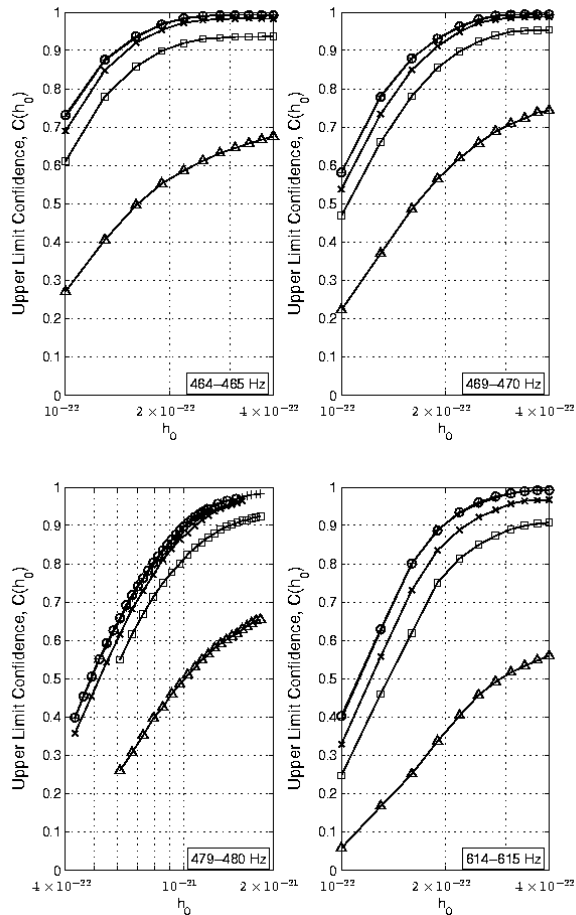 1
0.9
0.8
0.7
0.6
0.5
0.4
0.3
0.2
0.1
0
Upper Limit Confidence, C(h₀)
464–465 Hz
10⁻²² 2×10⁻²² 4×10⁻²²
h₀
1
0.9
0.8
0.7
0.6
0.5
0.4
0.3
0.2
0.1
0
Upper Limit Confidence, C(h₀)
469–470 Hz
10⁻²² 2×10⁻²² 4×10⁻²²
h₀
1
0.9
0.8
0.7
0.6
0.5
0.4
0.3
0.2
0.1
0
Upper Limit Confidence, C(h₀)
479–480 Hz
4×10⁻²² 10⁻²¹ 2×10⁻²¹
h₀
1
0.9
0.8
0.7
0.6
0.5
0.4
0.3
0.2
0.1
0
Upper Limit Confidence, C(h₀)
614–615 Hz
10⁻²² 2×10⁻²² 4×10⁻²²
h₀